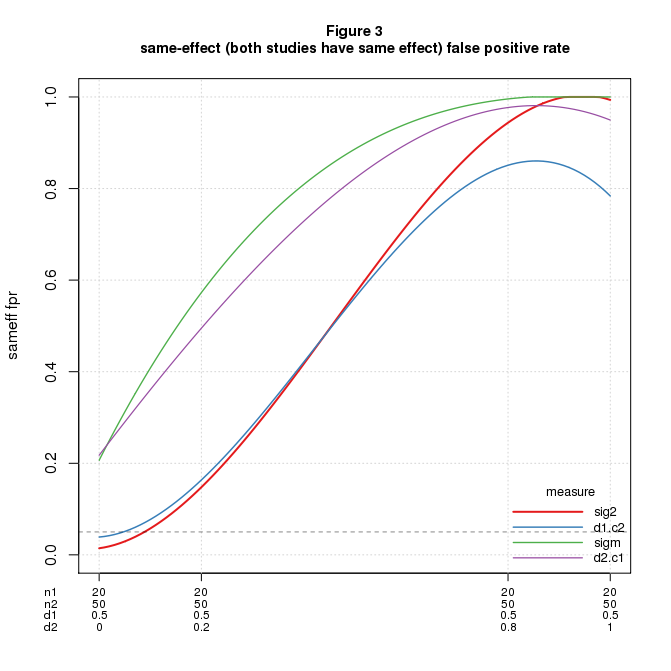 Figure 3
same-effect (both studies have same effect) false positive rate
1.0
0.8
0.6
0.4
0.2
0.0
sameff fpr
measure
sig2
d1.c2
sigm
d2.c1
n1 20 20 20 20
n2 50 50 50 50
d1 0.5 0.5 0.5 0.5
d2 0 0.2 0.8 1